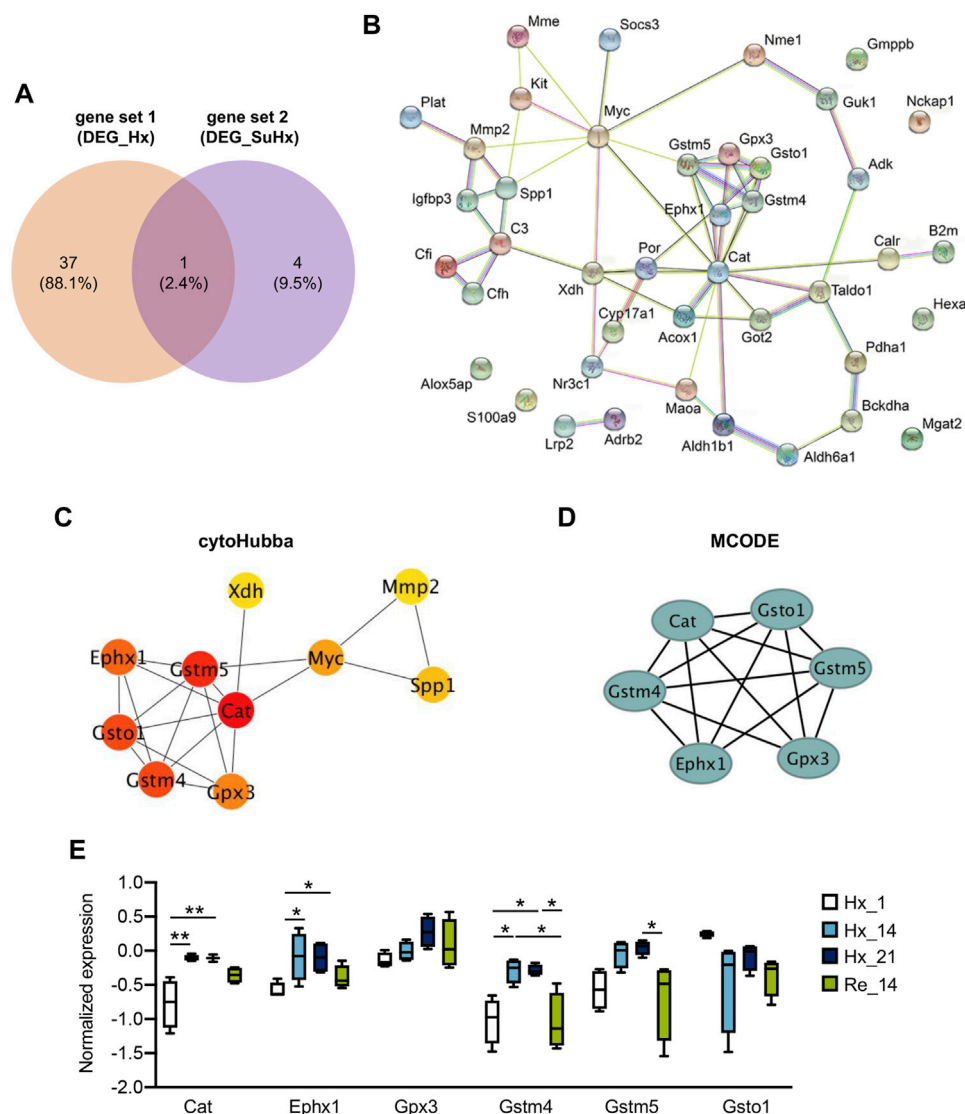 A
gene set 1
(DEG_Hx)
gene set 2
(DEG_SuHx)
37
(88.1%)
1
(2.4%)
4
(9.5%)
B
Mme
Socs3
Nme1
Gmppb
Kit
Plat
Myc
Guk1
Nckap1
Mmp2
Gpx3
Gstm5
Gsto1
Adk
Igfbp3
Spp1
Ephx1
Gstm4
C3
Cfi
Por
Cat
Calr
B2m
Cfh
Xdh
Taldo1
Hexa
Cyp17a1
Acox1
Got2
Pdha1
Alox5ap
Nr3c1
Maoa
Bckdha
S100a9
Mgat2
Lrp2
Adrb2
Aldh1b1
Aldh6a1
C
cytoHubba
Xdh
Mmp2
Ephx1
Gstm5
Myc
Spp1
Cat
Gsto1
Gstm4
Gpx3
D
MCODE
Cat
Gsto1
Gstm5
Gstm4
Ephx1
Gpx3
E
Normalized expression
1.0
0.5
0.0
-0.5
-1.0
-1.5
-2.0
**
**
*
*
*
*
*
*
*
Cat
Ephx1
Gpx3
Gstm4
Gstm5
Gsto1
Hx_1
Hx_14
Hx_21
Re_14